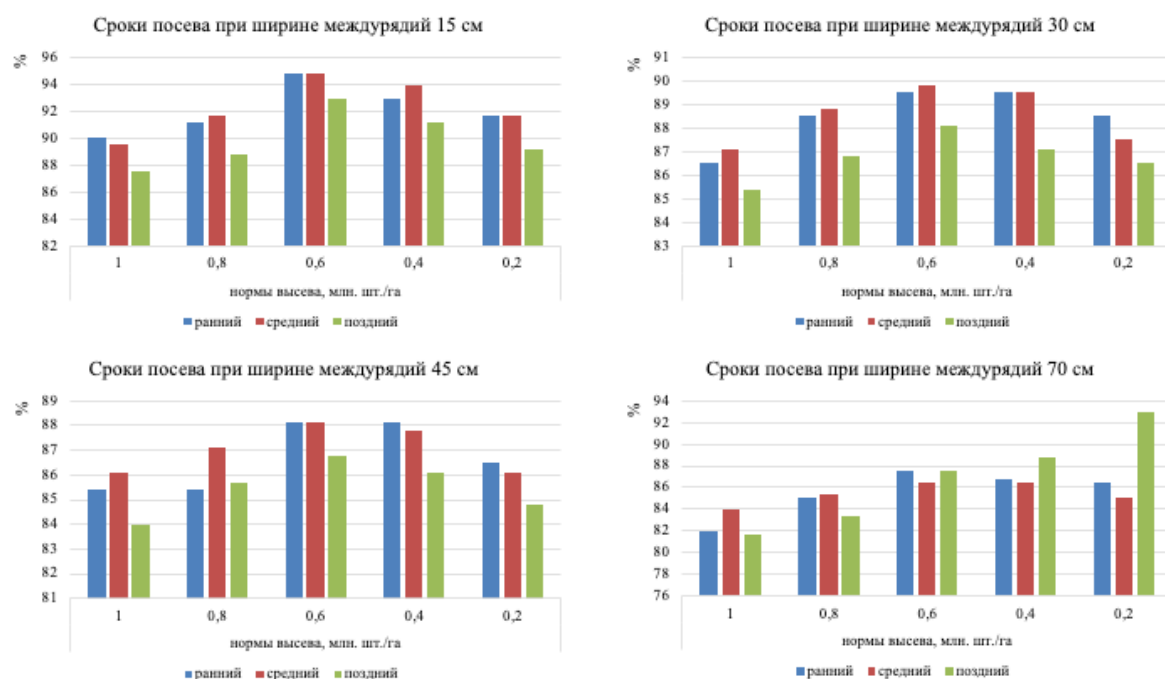 Сроки посева при ширине междурядий 15 см
%
96
94
92
90
88
86
84
82
1 0,8 0,6 0,4 0,2
нормы высева, млн. шт./га
ранний средний поздний
Сроки посева при ширине междурядий 30 см
%
91
90
89
88
87
86
85
84
83
1 0,8 0,6 0,4 0,2
нормы высева, млн. шт./га
ранний средний поздний
Сроки посева при ширине междурядий 45 см
%
89
88
87
86
85
84
83
82
81
1 0,8 0,6 0,4 0,2
нормы высева, млн. шт./га
ранний средний поздний
Сроки посева при ширине междурядий 70 см
%
94
92
90
88
86
84
82
80
78
76
1 0,8 0,6 0,4 0,2
нормы высева, млн. шт./га
ранний средний поздний